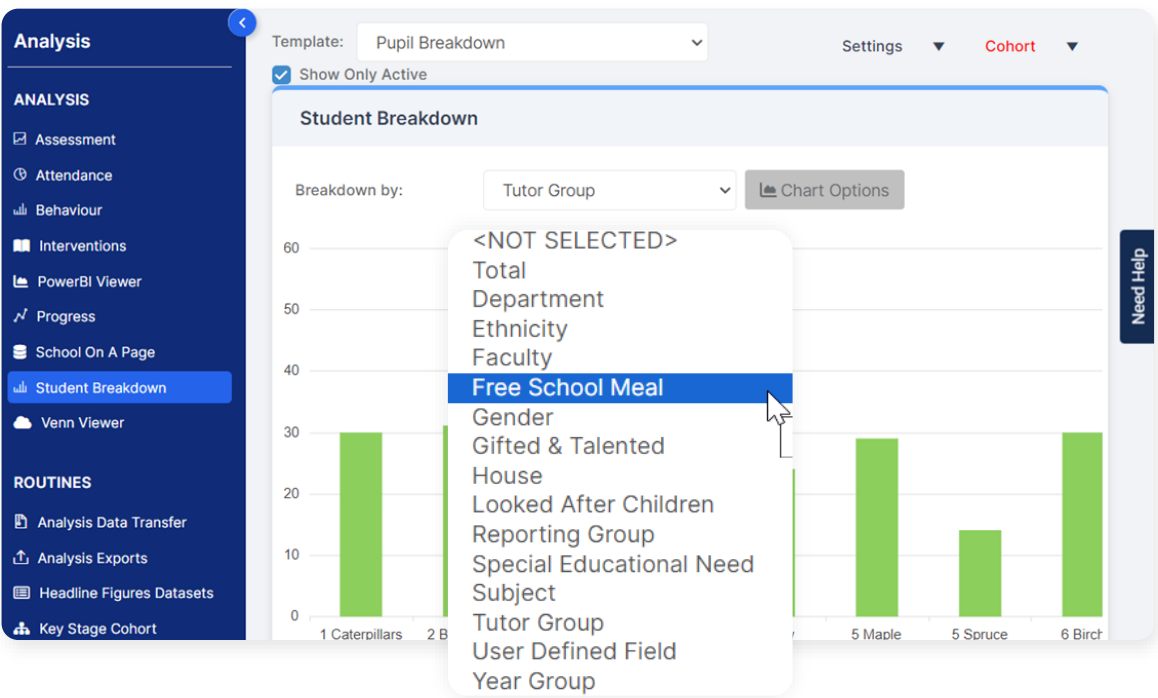 Analysis
ANALYSIS
Assessment
Attendance
Behaviour
Interventions
PowerBI Viewer
Progress
School On A Page
Student Breakdown
Venn Viewer
ROUTINES
Analysis Data Transfer
Analysis Exports
Headline Figures Datasets
Key Stage Cohort
Template: Pupil Breakdown
Settings Cohort
Show Only Active
Student Breakdown
Breakdown by: Tutor Group Chart Options
<NOT SELECTED>
Total
Department
Ethnicity
Faculty
Free School Meal
Gender
Gifted & Talented
House
Looked After Children
Reporting Group
Special Educational Need
Subject
Tutor Group
User Defined Field
Year Group
60
50
40
30
20
10
0
1 Caterpillars 2 B 5 Maple 5 Spruce 6 Birch
Need Help